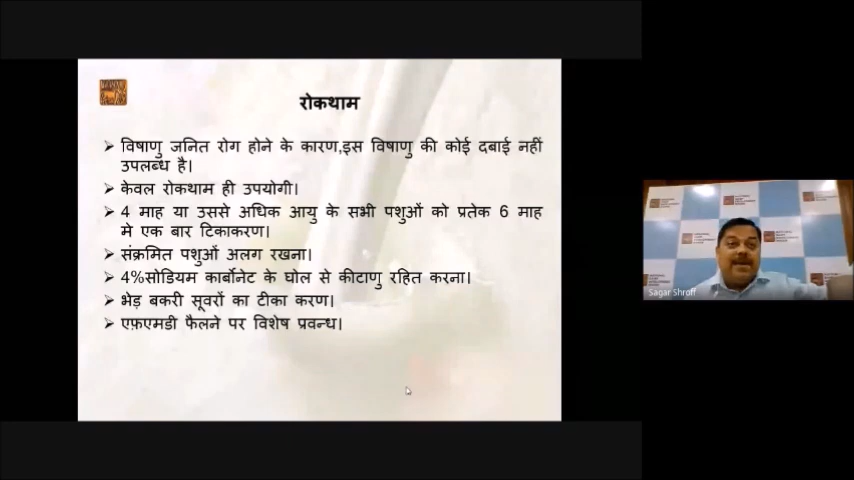 रोकथाम
➢ विषाणु जनित रोग होने के कारण,इस विषाणु की कोई दबाई नहीं
उपलब्ध है।
➢ केवल रोकथाम ही उपयोगी।
➢ 4 माह या उससे अधिक आयु के सभी पशुओं को प्रतेक 6 माह
मे एक बार टिकाकरण।
➢ संक्रमित पशुओं अलग रखना।
➢ 4%सोडियम कार्बोनेट के घोल से कीटाणु रहित करना।
➢ भेड़ बकरी सूवरों का टीका करण।
➢ एफ़एमडी फैलने पर विशेष प्रवन्ध।
Sagar Shroff